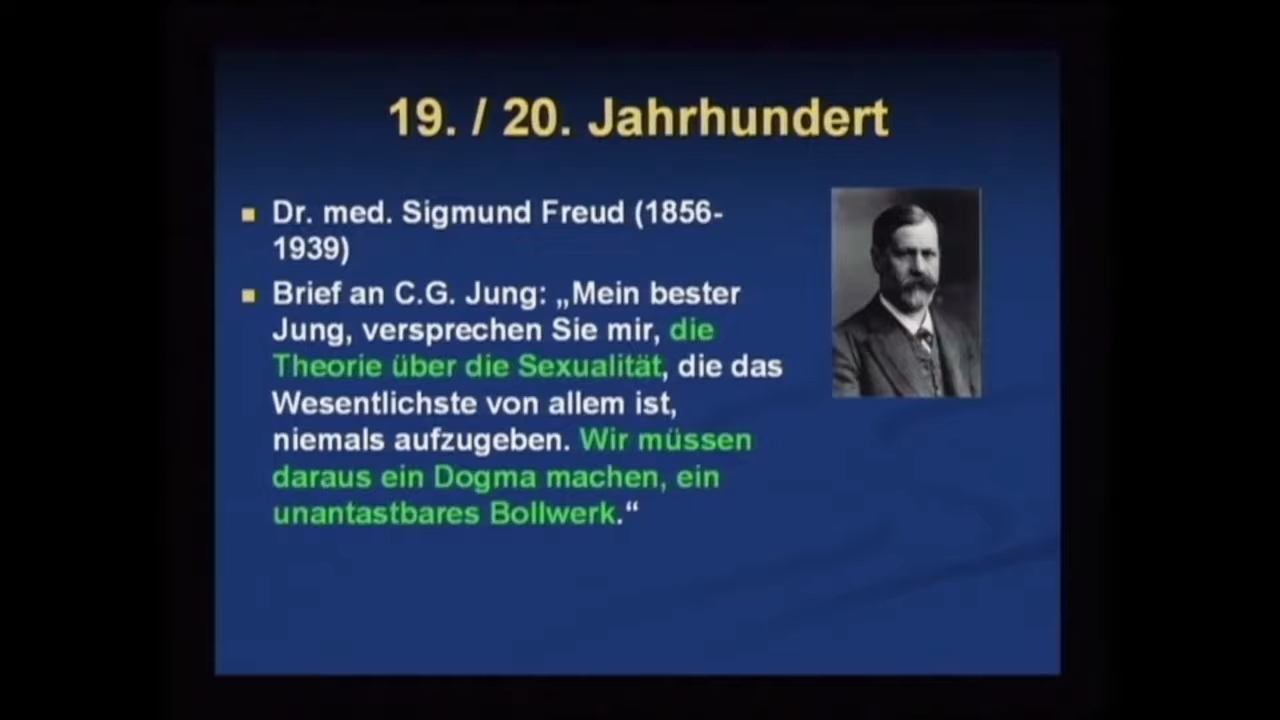 19. / 20. Jahrhundert
Dr. med. Sigmund Freud (1856-
1939)
Brief an C.G. Jung: „Mein bester
Jung, versprechen Sie mir, die
Theorie über die Sexualität, die das
Wesentlichste von allem ist,
niemals aufzugeben. Wir müssen
daraus ein Dogma machen, ein
unantastbares Bollwerk.“